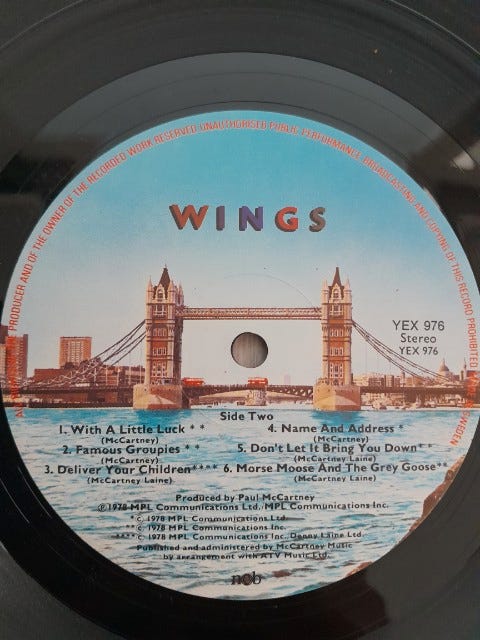 PRODUCER AND OF THE OWNER OF THE RECORDED WORK RESERVED. UNAUTHORISED PUBLIC PERFORMANCE, BROADCASTING AND COPYING OF THIS RECORD PROHIBITED. SWEDEN
WINGS
YEX 976
Stereo
YEX 976
Side Two
1. With A Little Luck * *
(McCartney)
2. Famous Groupies * *
(McCartney)
3. Deliver Your Children****
(McCartney Laine)
4. Name And Address *
(McCartney)
5. Don't Let It Bring You Down**
(McCartney Laine)
6. Morse Moose And The Grey Goose**
(McCartney Laine)
Produced by Paul McCartney
℗1978 MPL Communications Ltd./MPL Communications Inc.
* c. 1978 MPL Communications Ltd.
** c. 1978 MPL Communications Inc.
**** c. 1978 MPL Communications Inc. Denny Laine Ltd.
Published and administered by McCartney Music
by arrangement with ATV Music Ltd.
ncb